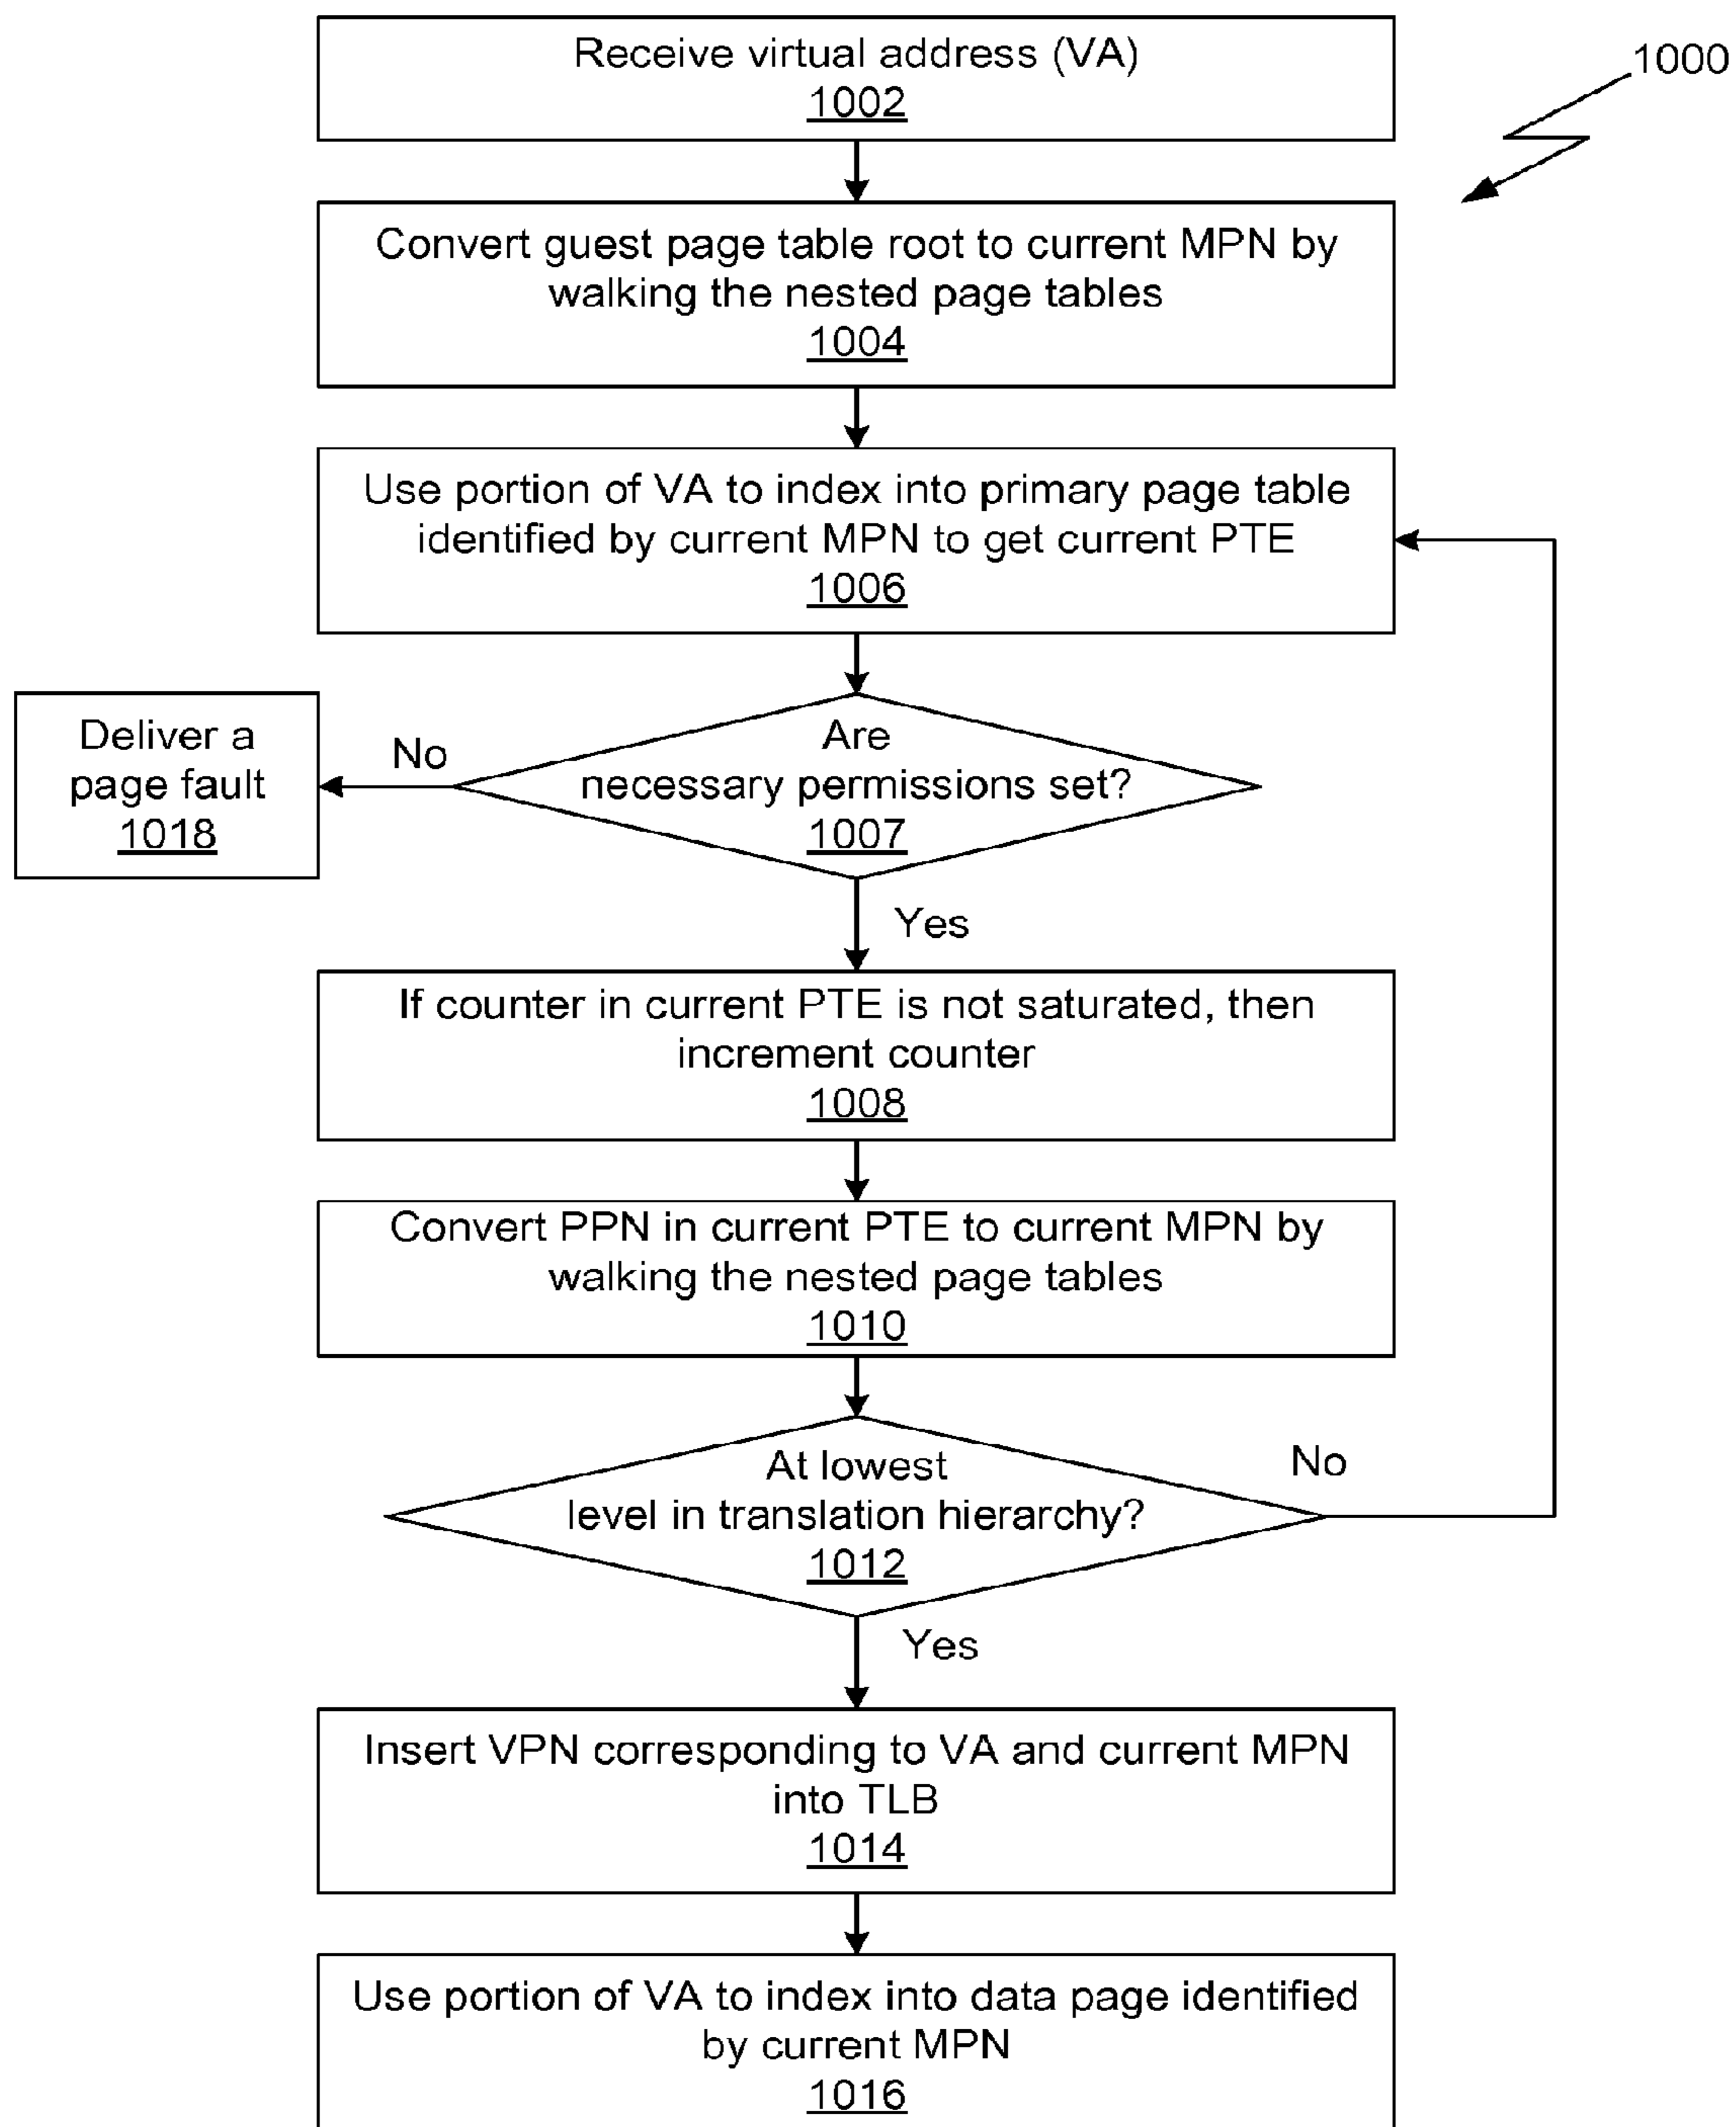 Receive virtual address (VA)
1002
1000
Convert guest page table root to current MPN by
walking the nested page tables
1004
Use portion of VA to index into primary page table
identified by current MPN to get current PTE
1006
Are
necessary permissions set?
1007
No
Deliver a
page fault
1018
Yes
If counter in current PTE is not saturated, then
increment counter
1008
Convert PPN in current PTE to current MPN by
walking the nested page tables
1010
At lowest
level in translation hierarchy?
1012
No
Yes
Insert VPN corresponding to VA and current MPN
into TLB
1014
Use portion of VA to index into data page identified
by current MPN
1016